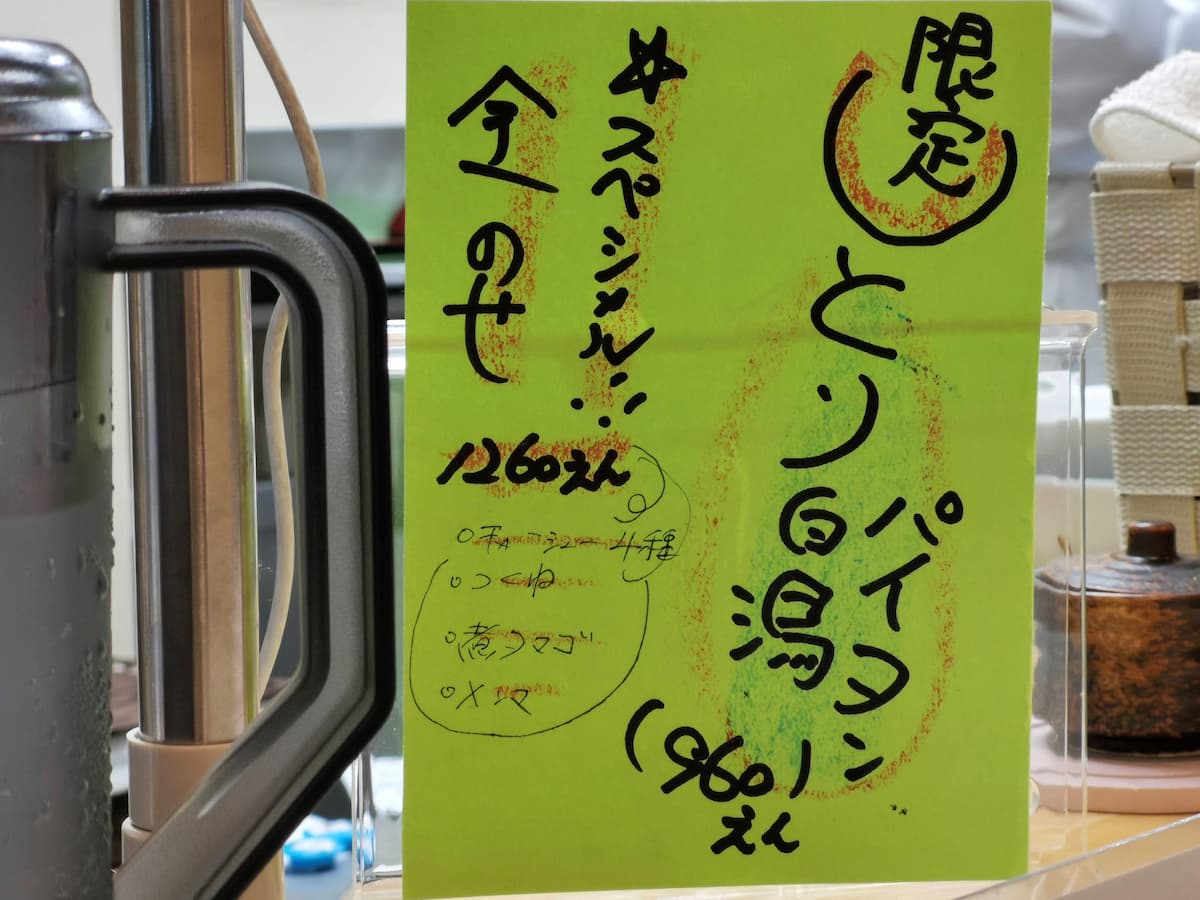 限定
とり白湯
パイタン
(960えん)
☆スペシメル…
全のせ
1260えん
○チャーシュー4種
○つくね
○煮タマゴ
○メンマ